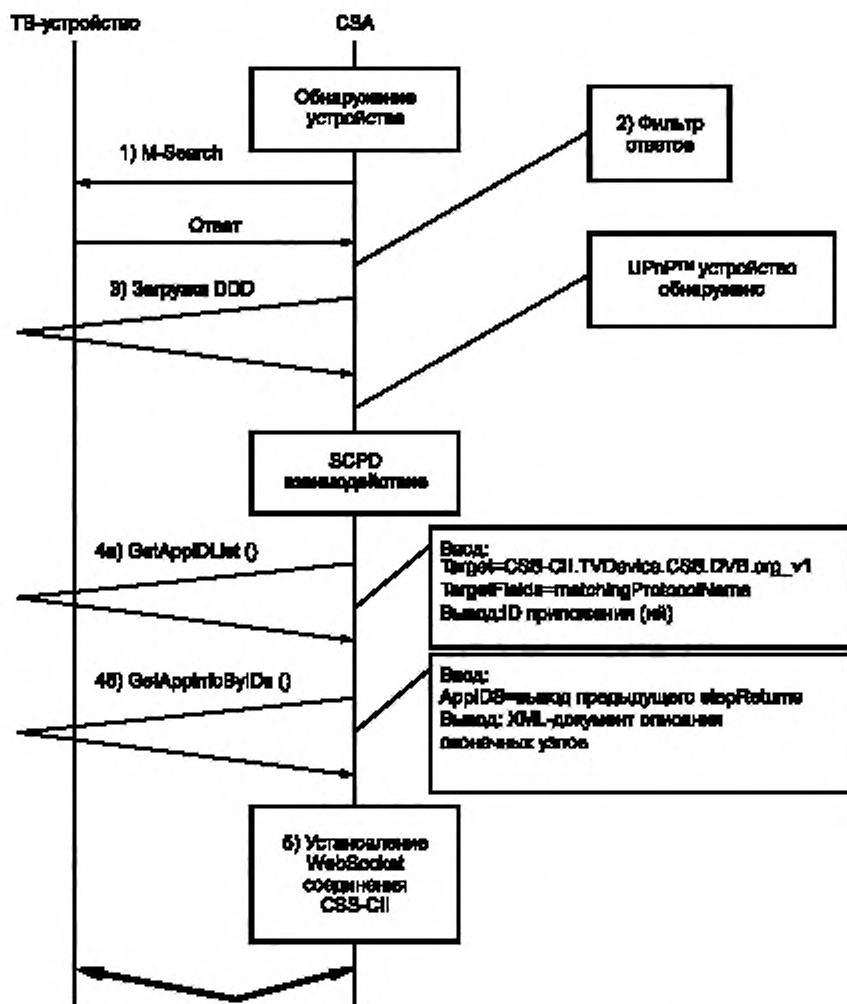 ТВ-устройство
CSA
Обнаружение
устройства
2) Фильтр
ответов
1) M-Search
Ответ
UPnP™ устройство
обнаружено
3) Загрузка DDD
SCPD
взаимодействие
4а) GetAppIDList ()
Ввод:
Target=CSS-CII.TVDevice.CSS.DVB.org_v1
TargetFields=matchingProtocolName
Вывод:ID приложения (ий)
4б) GetAppInfoByIDs ()
Ввод:
AppIDS=вывод предыдущего stepReturns
Вывод: XML-документ описания
оконечных узлов
5) Установление
WebSocket
соединения
CSS-CII